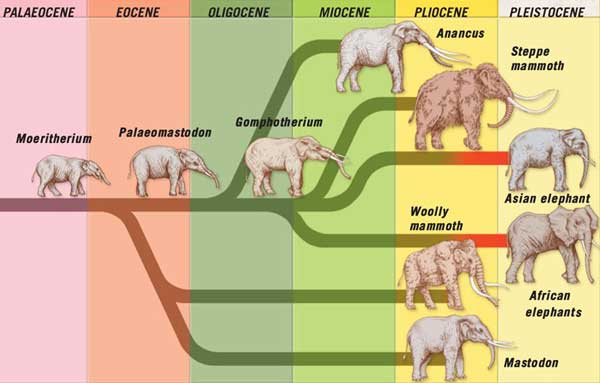 PALAEOCENE
EOCENE
OLIGOCENE
MIOCENE
PLIOCENE
PLEISTOCENE
Anancus
Steppe
mammoth
Gomphotherium
Palaeomastodon
Moeritherium
Asian elephant
Woolly
mammoth
African
elephants
Mastodon